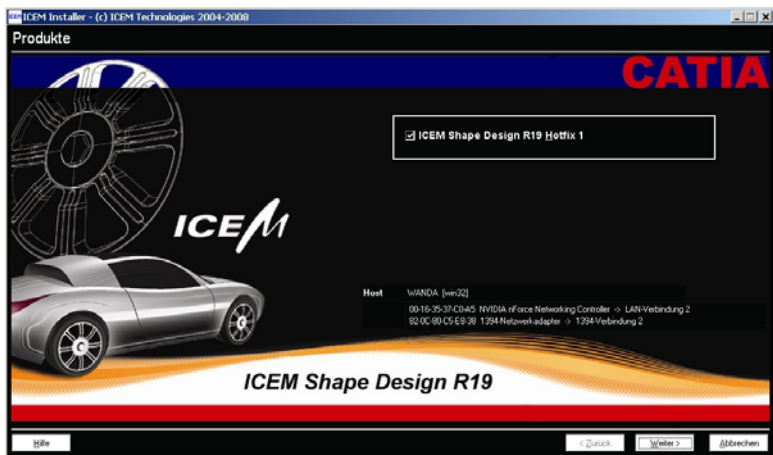 ICEM Installer - (c) ICEM Technologies 2004-2008
Produkte
CATIA
ICEM Shape Design R19 Hotfix 1
ICEM
Host WANDA [win32]
00-16-35-37-C0-A5 NVIDIA nForce Networking Controller -> LAN-Verbindung 2
82-0C-80-C5-E8-38 1394-Netzwerkadapter -> 1394-Verbindung 2
ICEM Shape Design R19
Hilfe < Zurück Weiter > Abbrechen